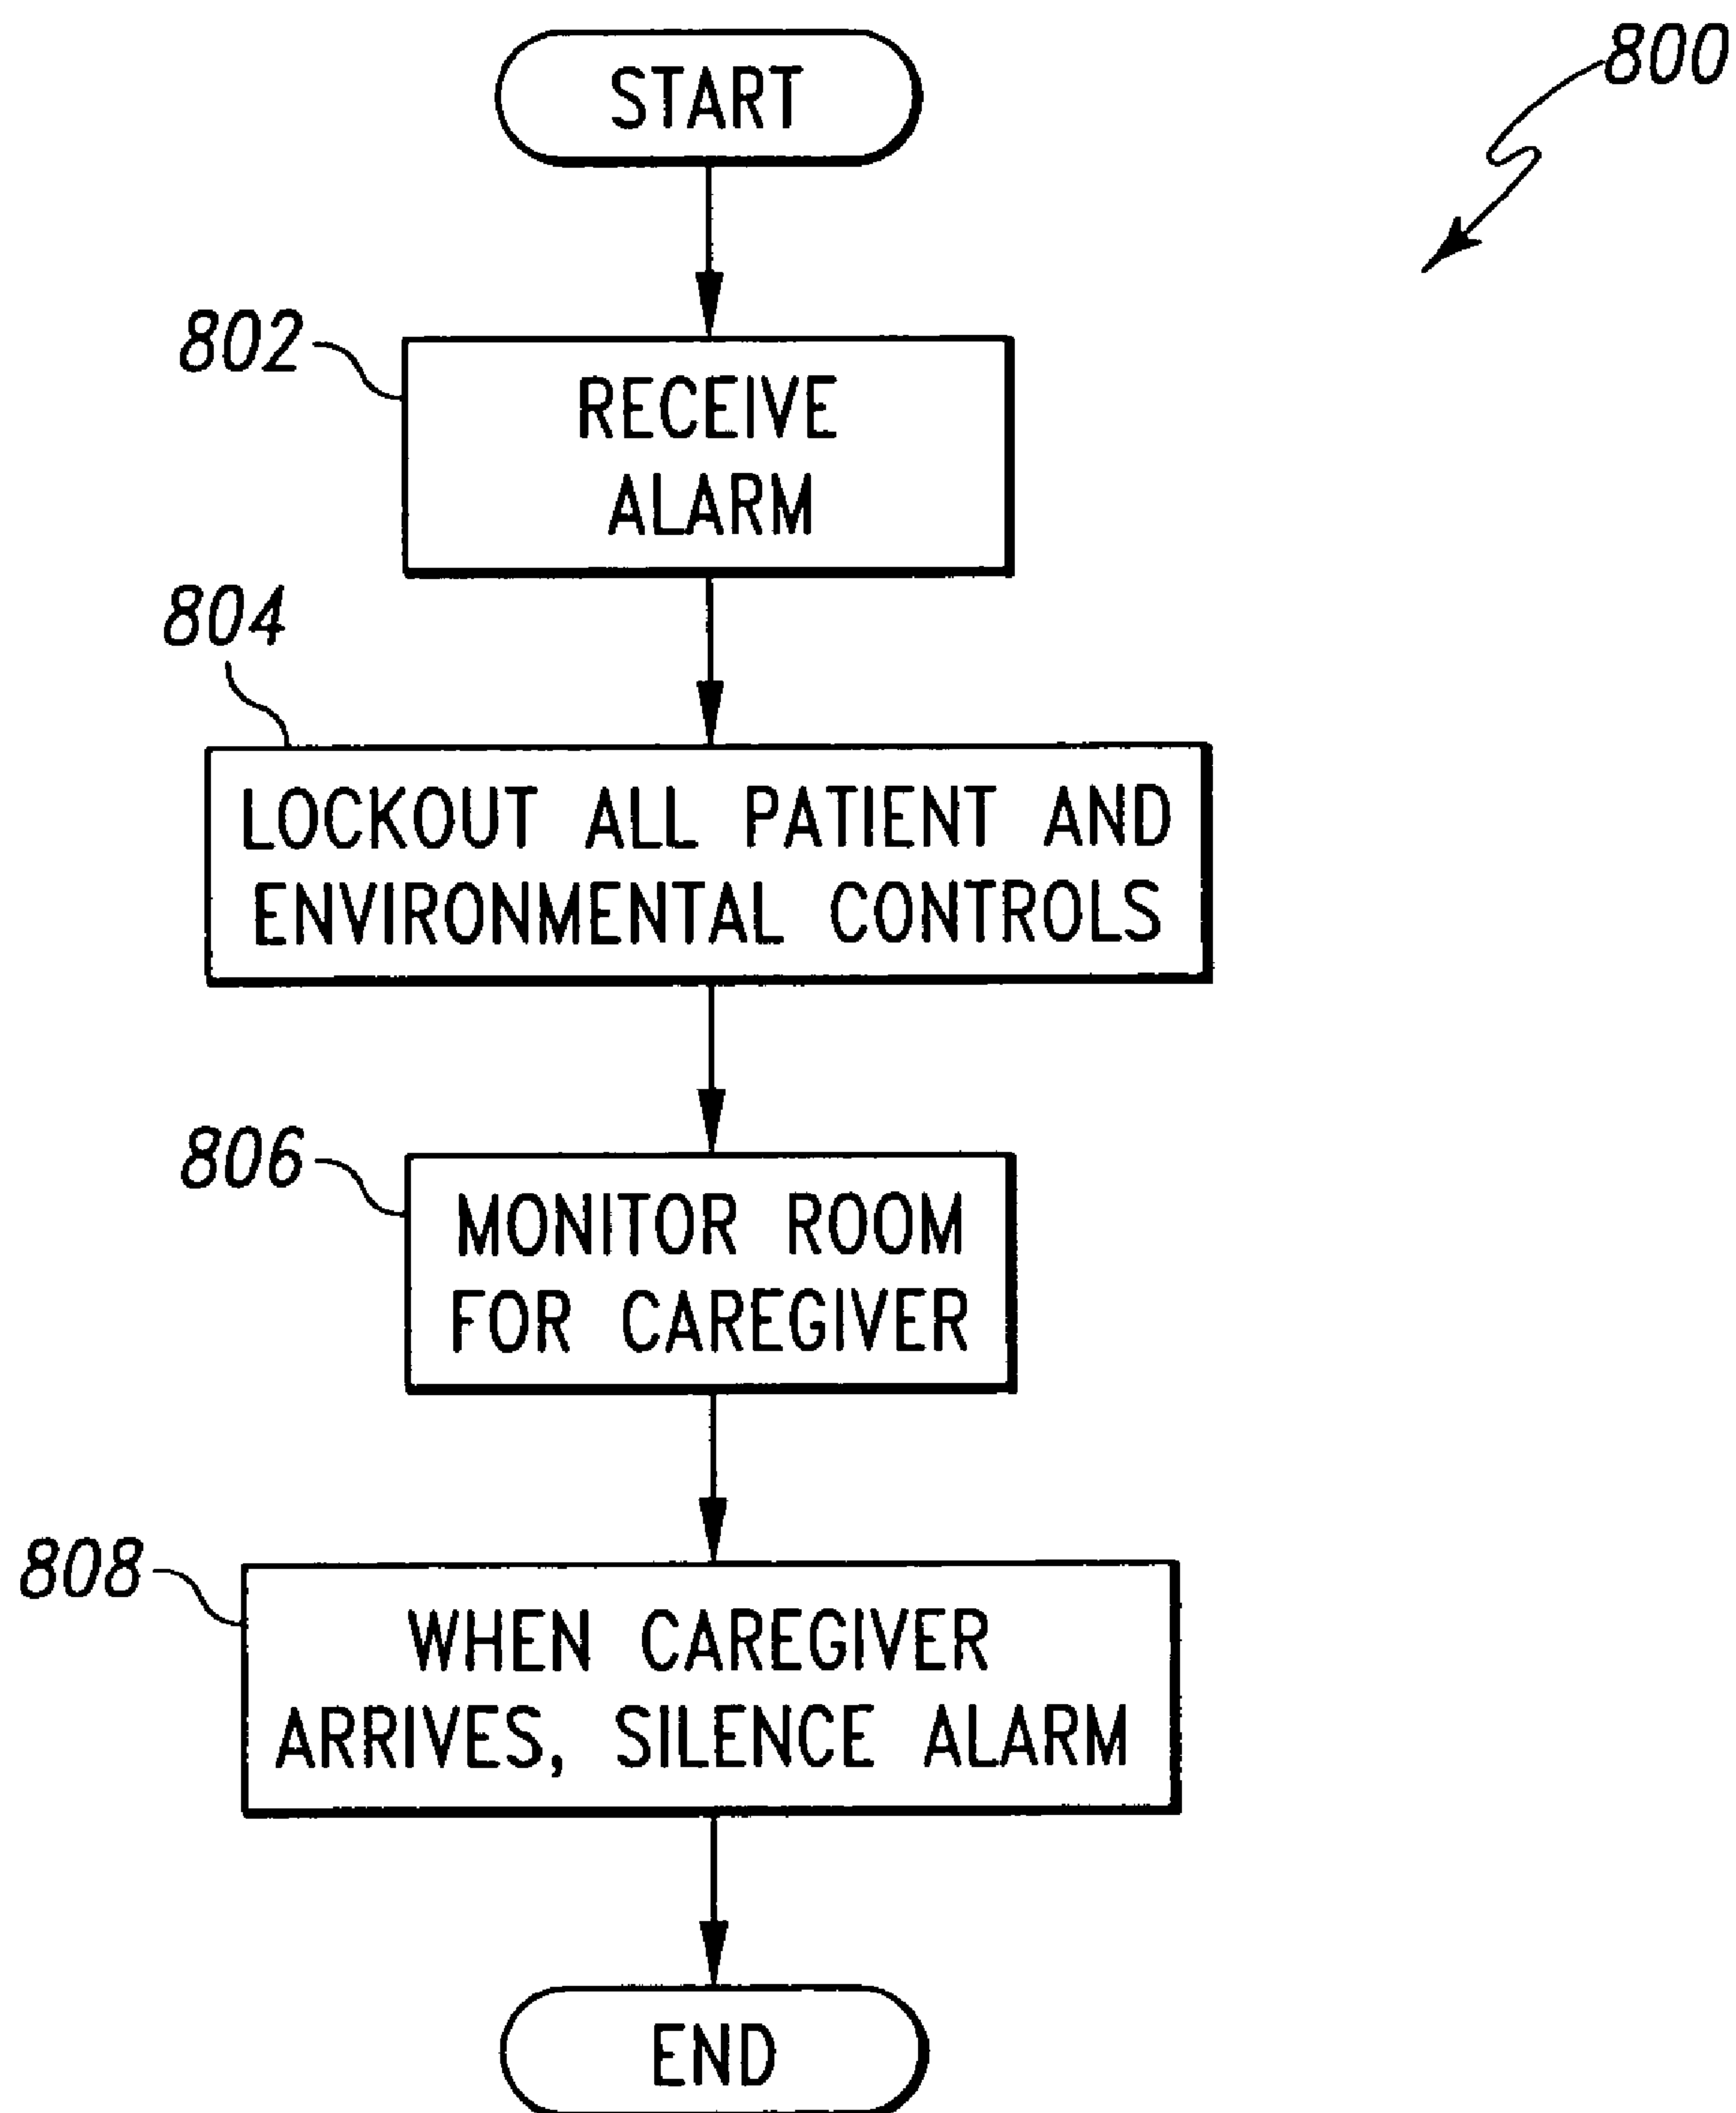 START
800
802
RECEIVE
ALARM
804
LOCKOUT ALL PATIENT AND
ENVIRONMENTAL CONTROLS
806
MONITOR ROOM
FOR CAREGIVER
808
WHEN CAREGIVER
ARRIVES, SILENCE ALARM
END